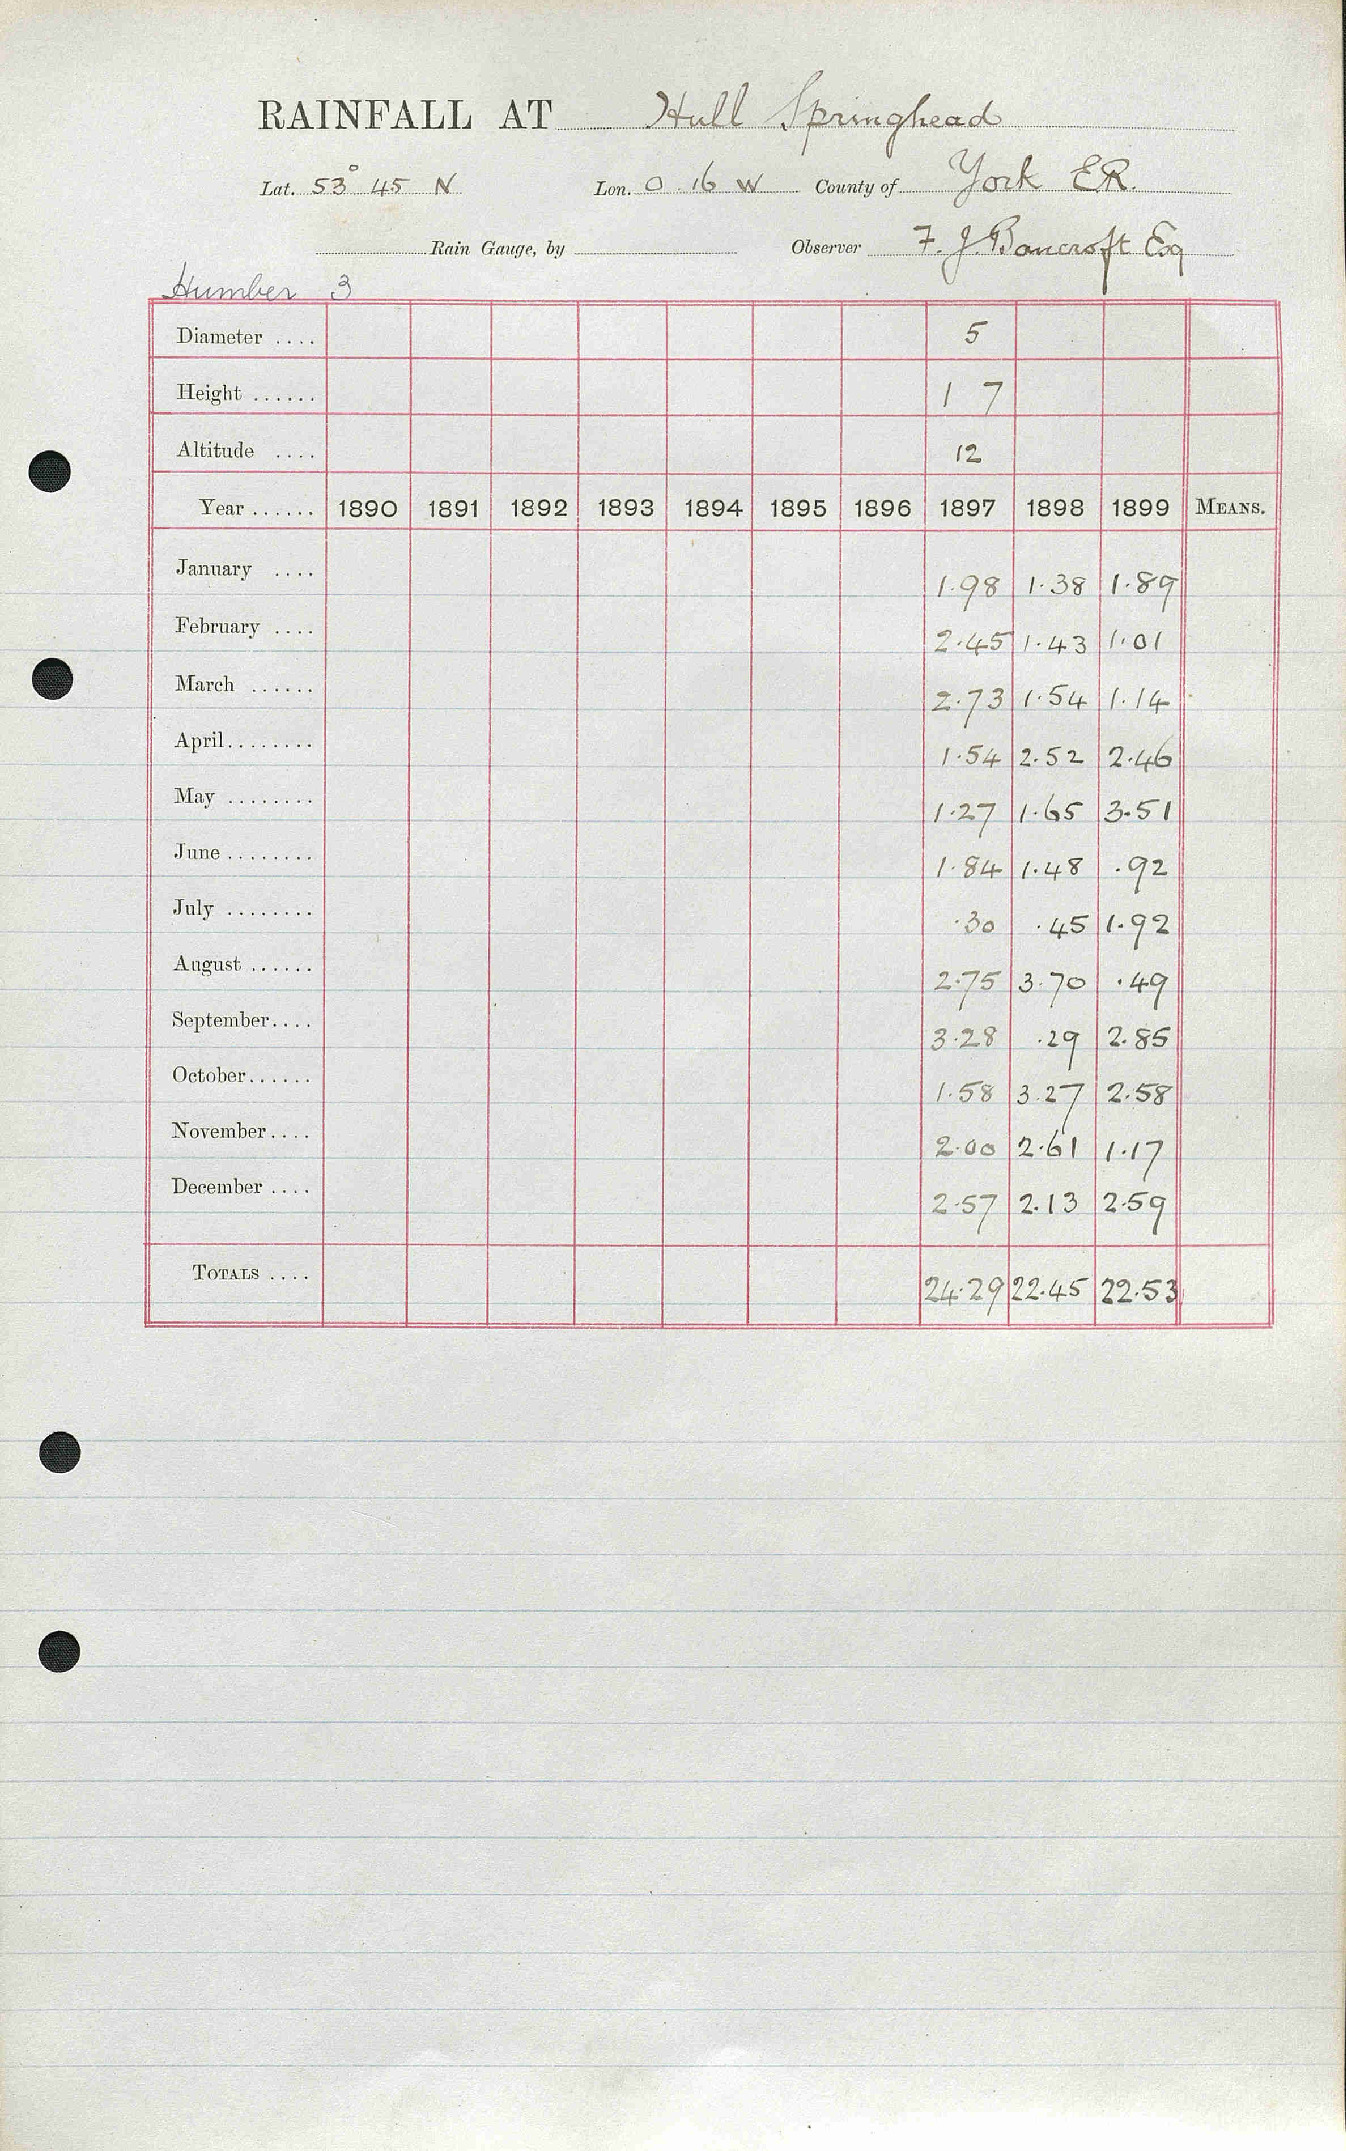 RAINFALL AT Hull Springhead
Lat. 53° 45 N Lon. 0 16 W County of York ER.
Rain Gauge, by Observer F. J. Bancroft Esq
Humber 3
Diameter .... 5
Height ...... 1 7
Altitude .... 12
Year ...... 1890 1891 1892 1893 1894 1895 1896 1897 1898 1899 MEANS.
January .... 1.98 1.38 1.89
February .... 2.45 1.43 1.01
March ...... 2.73 1.54 1.14
April........ 1.54 2.52 2.46
May ........ 1.27 1.65 3.51
June ........ 1.84 1.48 .92
July ........ .30 .45 1.92
August ...... 2.75 3.70 .49
September.... 3.28 .29 2.85
October...... 1.58 3.27 2.58
November.... 2.00 2.61 1.17
December .... 2.57 2.13 2.59
TOTALS .... 24.29 22.45 22.53